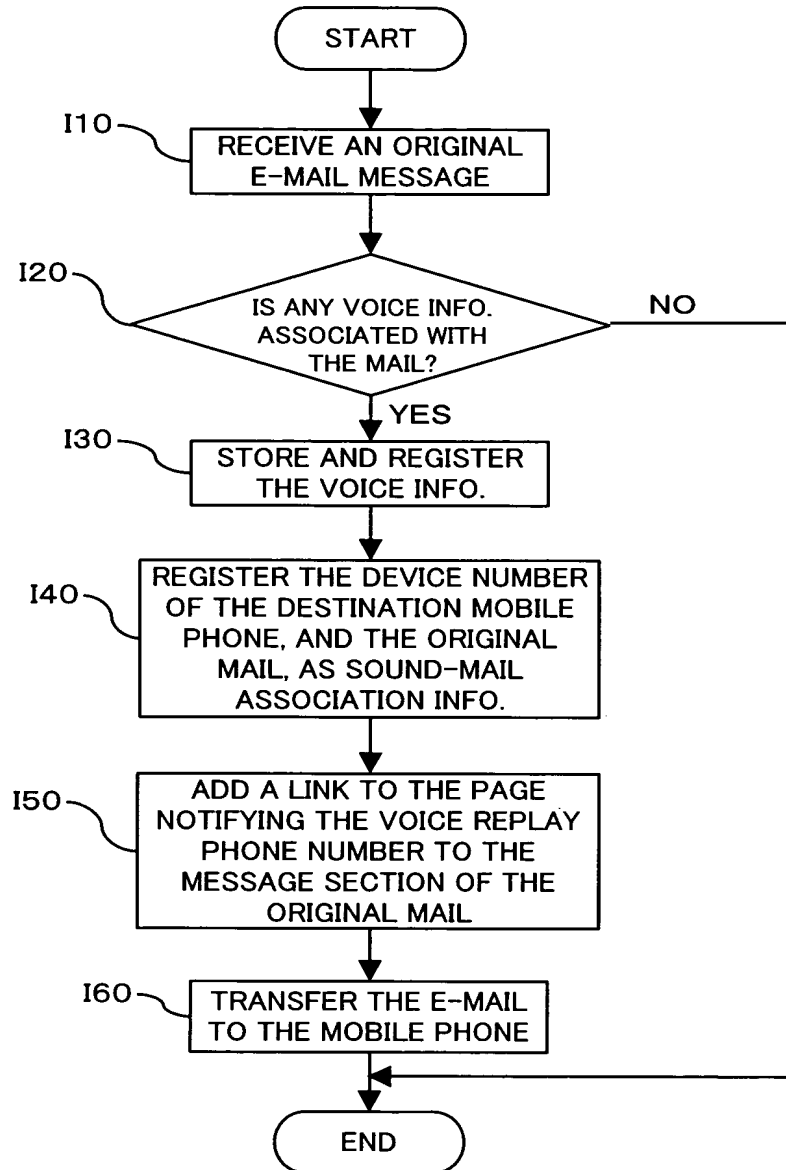 START
I10
RECEIVE AN ORIGINAL
E-MAIL MESSAGE
I20
IS ANY VOICE INFO.
ASSOCIATED WITH
THE MAIL?
NO
YES
I30
STORE AND REGISTER
THE VOICE INFO.
I40
REGISTER THE DEVICE NUMBER
OF THE DESTINATION MOBILE
PHONE, AND THE ORIGINAL
MAIL, AS SOUND-MAIL
ASSOCIATION INFO.
I50
ADD A LINK TO THE PAGE
NOTIFYING THE VOICE REPLAY
PHONE NUMBER TO THE
MESSAGE SECTION OF THE
ORIGINAL MAIL
I60
TRANSFER THE E-MAIL
TO THE MOBILE PHONE
END